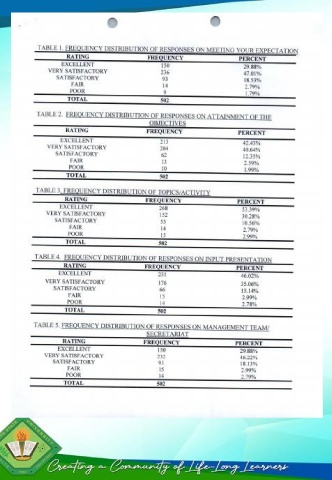 TABLE 1. FREQUENCY DISTRIBUTION OF RESPONSES ON MEETING YOUR EXPECTATION
RATING FREQUENCY PERCENT
EXCELLENT 150 29.88%
VERY SATISFACTORY 236 47.01%
SATISFACTORY 93 18.53%
FAIR 14 2.79%
POOR 9 1.79%
TOTAL 502
TABLE 2. FREQUENCY DISTRIBUTION OF RESPONSES ON ATTAINMENT OF THE
OBJECTIVES
RATING FREQUENCY PERCENT
EXCELLENT 213 42.43%
VERY SATISFACTORY 204 40.64%
SATISFACTORY 62 12.35%
FAIR 13 2.59%
POOR 10 1.99%
TOTAL 502
TABLE 3. FREQUENCY DISTRIBUTION OF TOPICS/ACTIVITY
RATING FREQUENCY PERCENT
EXCELLENT 268 53.39%
VERY SATISFACTORY 152 30.28%
SATISFACTORY 53 10.56%
FAIR 14 2.79%
POOR 15 2.99%
TOTAL 502
TABLE 4. FREQUENCY DISTRIBUTION OF RESPONSES ON INPUT PRESENTATION
RATING FREQUENCY PERCENT
EXCELLENT 231 46.02%
VERY SATISFACTORY 176 35.06%
SATISFACTORY 66 13.14%
FAIR 15 2.99%
POOR 14 2.78%
TOTAL 502
TABLE 5. FREQUENCY DISTRIBUTION OF RESPONSES ON MANAGEMENT TEAM/
SECRETARIAT
RATING FREQUENCY PERCENT
EXCELLENT 150 29.88%
VERY SATISFACTORY 232 46.22%
SATISFACTORY 91 18.13%
FAIR 15 2.99%
POOR 14 2.79%
TOTAL 502
Creating a Community of Life-Long Learners